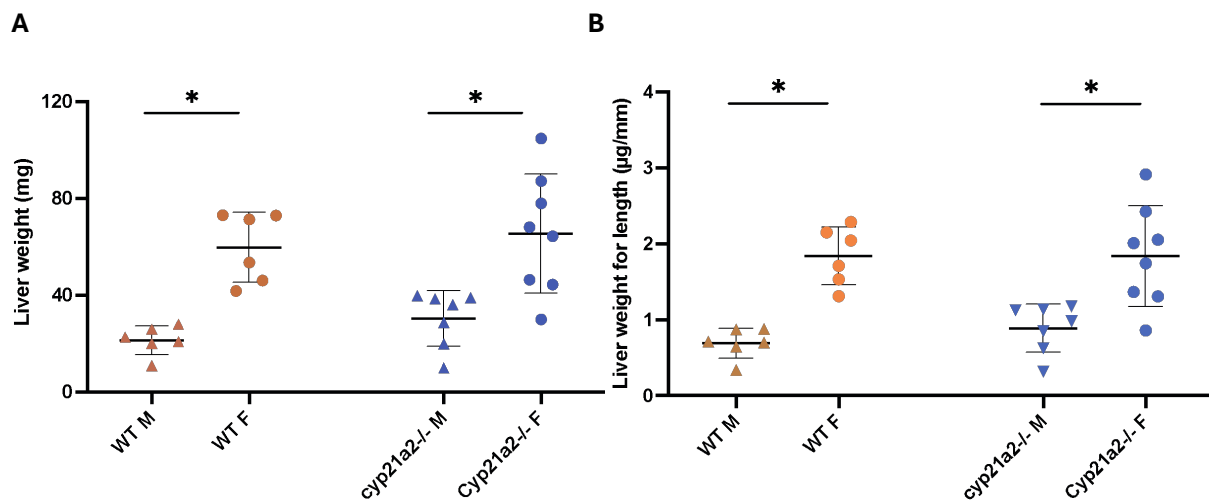 A
B
Liver weight (mg)
120
80
40
0
*
*
WT M
WT F
cyp21a2-/- M
Cyp21a2-/- F
Liver weight for length (µg/mm)
4
3
2
1
0
*
*
WT M
WT F
cyp21a2-/- M
Cyp21a2-/- F